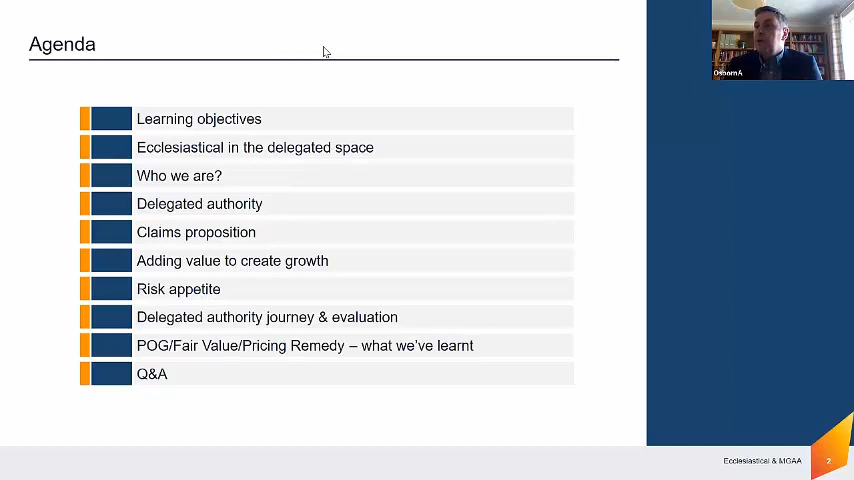 Agenda
OsbornA
Learning objectives
Ecclesiastical in the delegated space
Who we are?
Delegated authority
Claims proposition
Adding value to create growth
Risk appetite
Delegated authority journey & evaluation
POG/Fair Value/Pricing Remedy – what we've learnt
Q&A
Ecclesiastical & MGAA
2